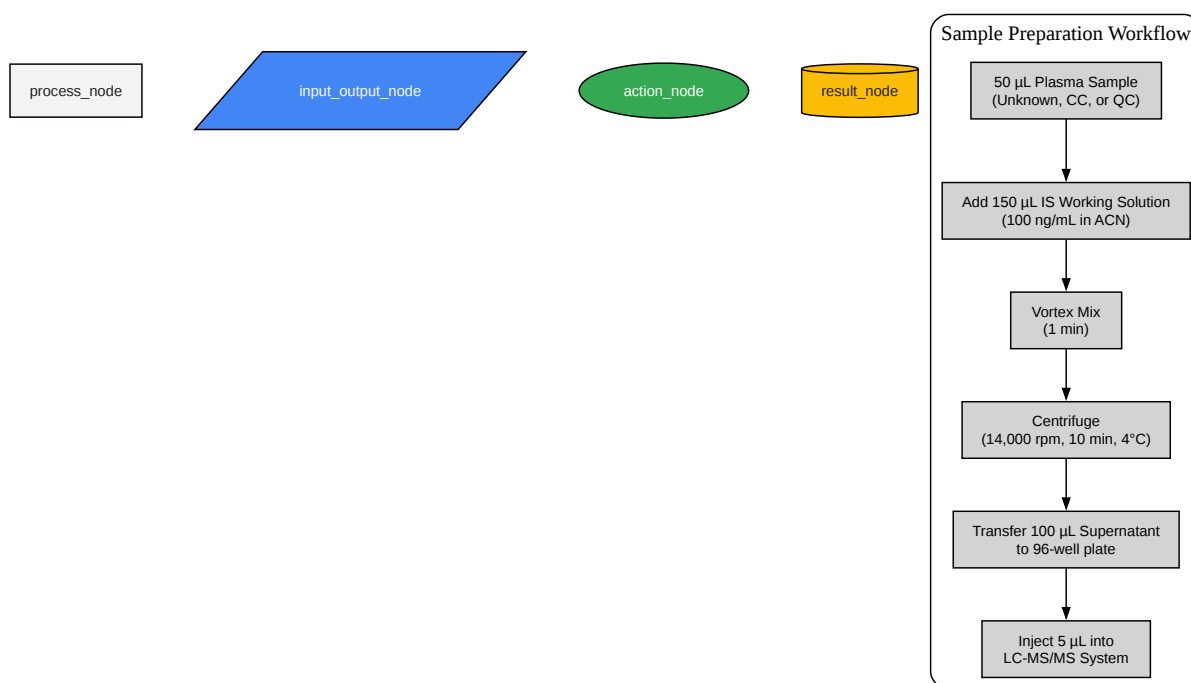 Sample Preparation Workflow
process_node
input_output_node
action_node
result_node
50 µL Plasma Sample
(Unknown, CC, or QC)
Add 150 µL IS Working Solution
(100 ng/mL in ACN)
Vortex Mix
(1 min)
Centrifuge
(14,000 rpm, 10 min, 4°C)
Transfer 100 µL Supernatant
to 96-well plate
Inject 5 µL into
LC-MS/MS System